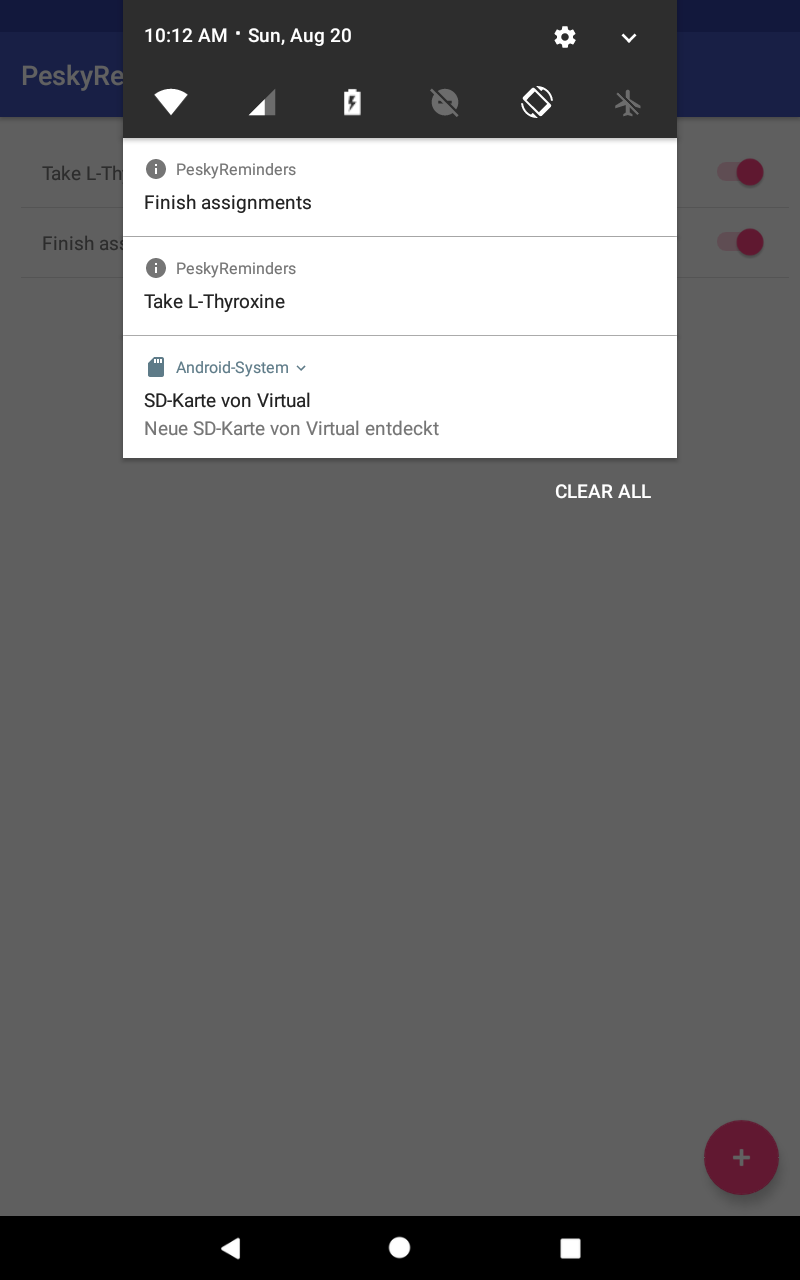 10:12 AM • Sun, Aug 20
PeskyRe
PeskyReminders
Finish assignments
Take L-Th
Finish ass
PeskyReminders
Take L-Thyroxine
Android-System
SD-Karte von Virtual
Neue SD-Karte von Virtual entdeckt
CLEAR ALL